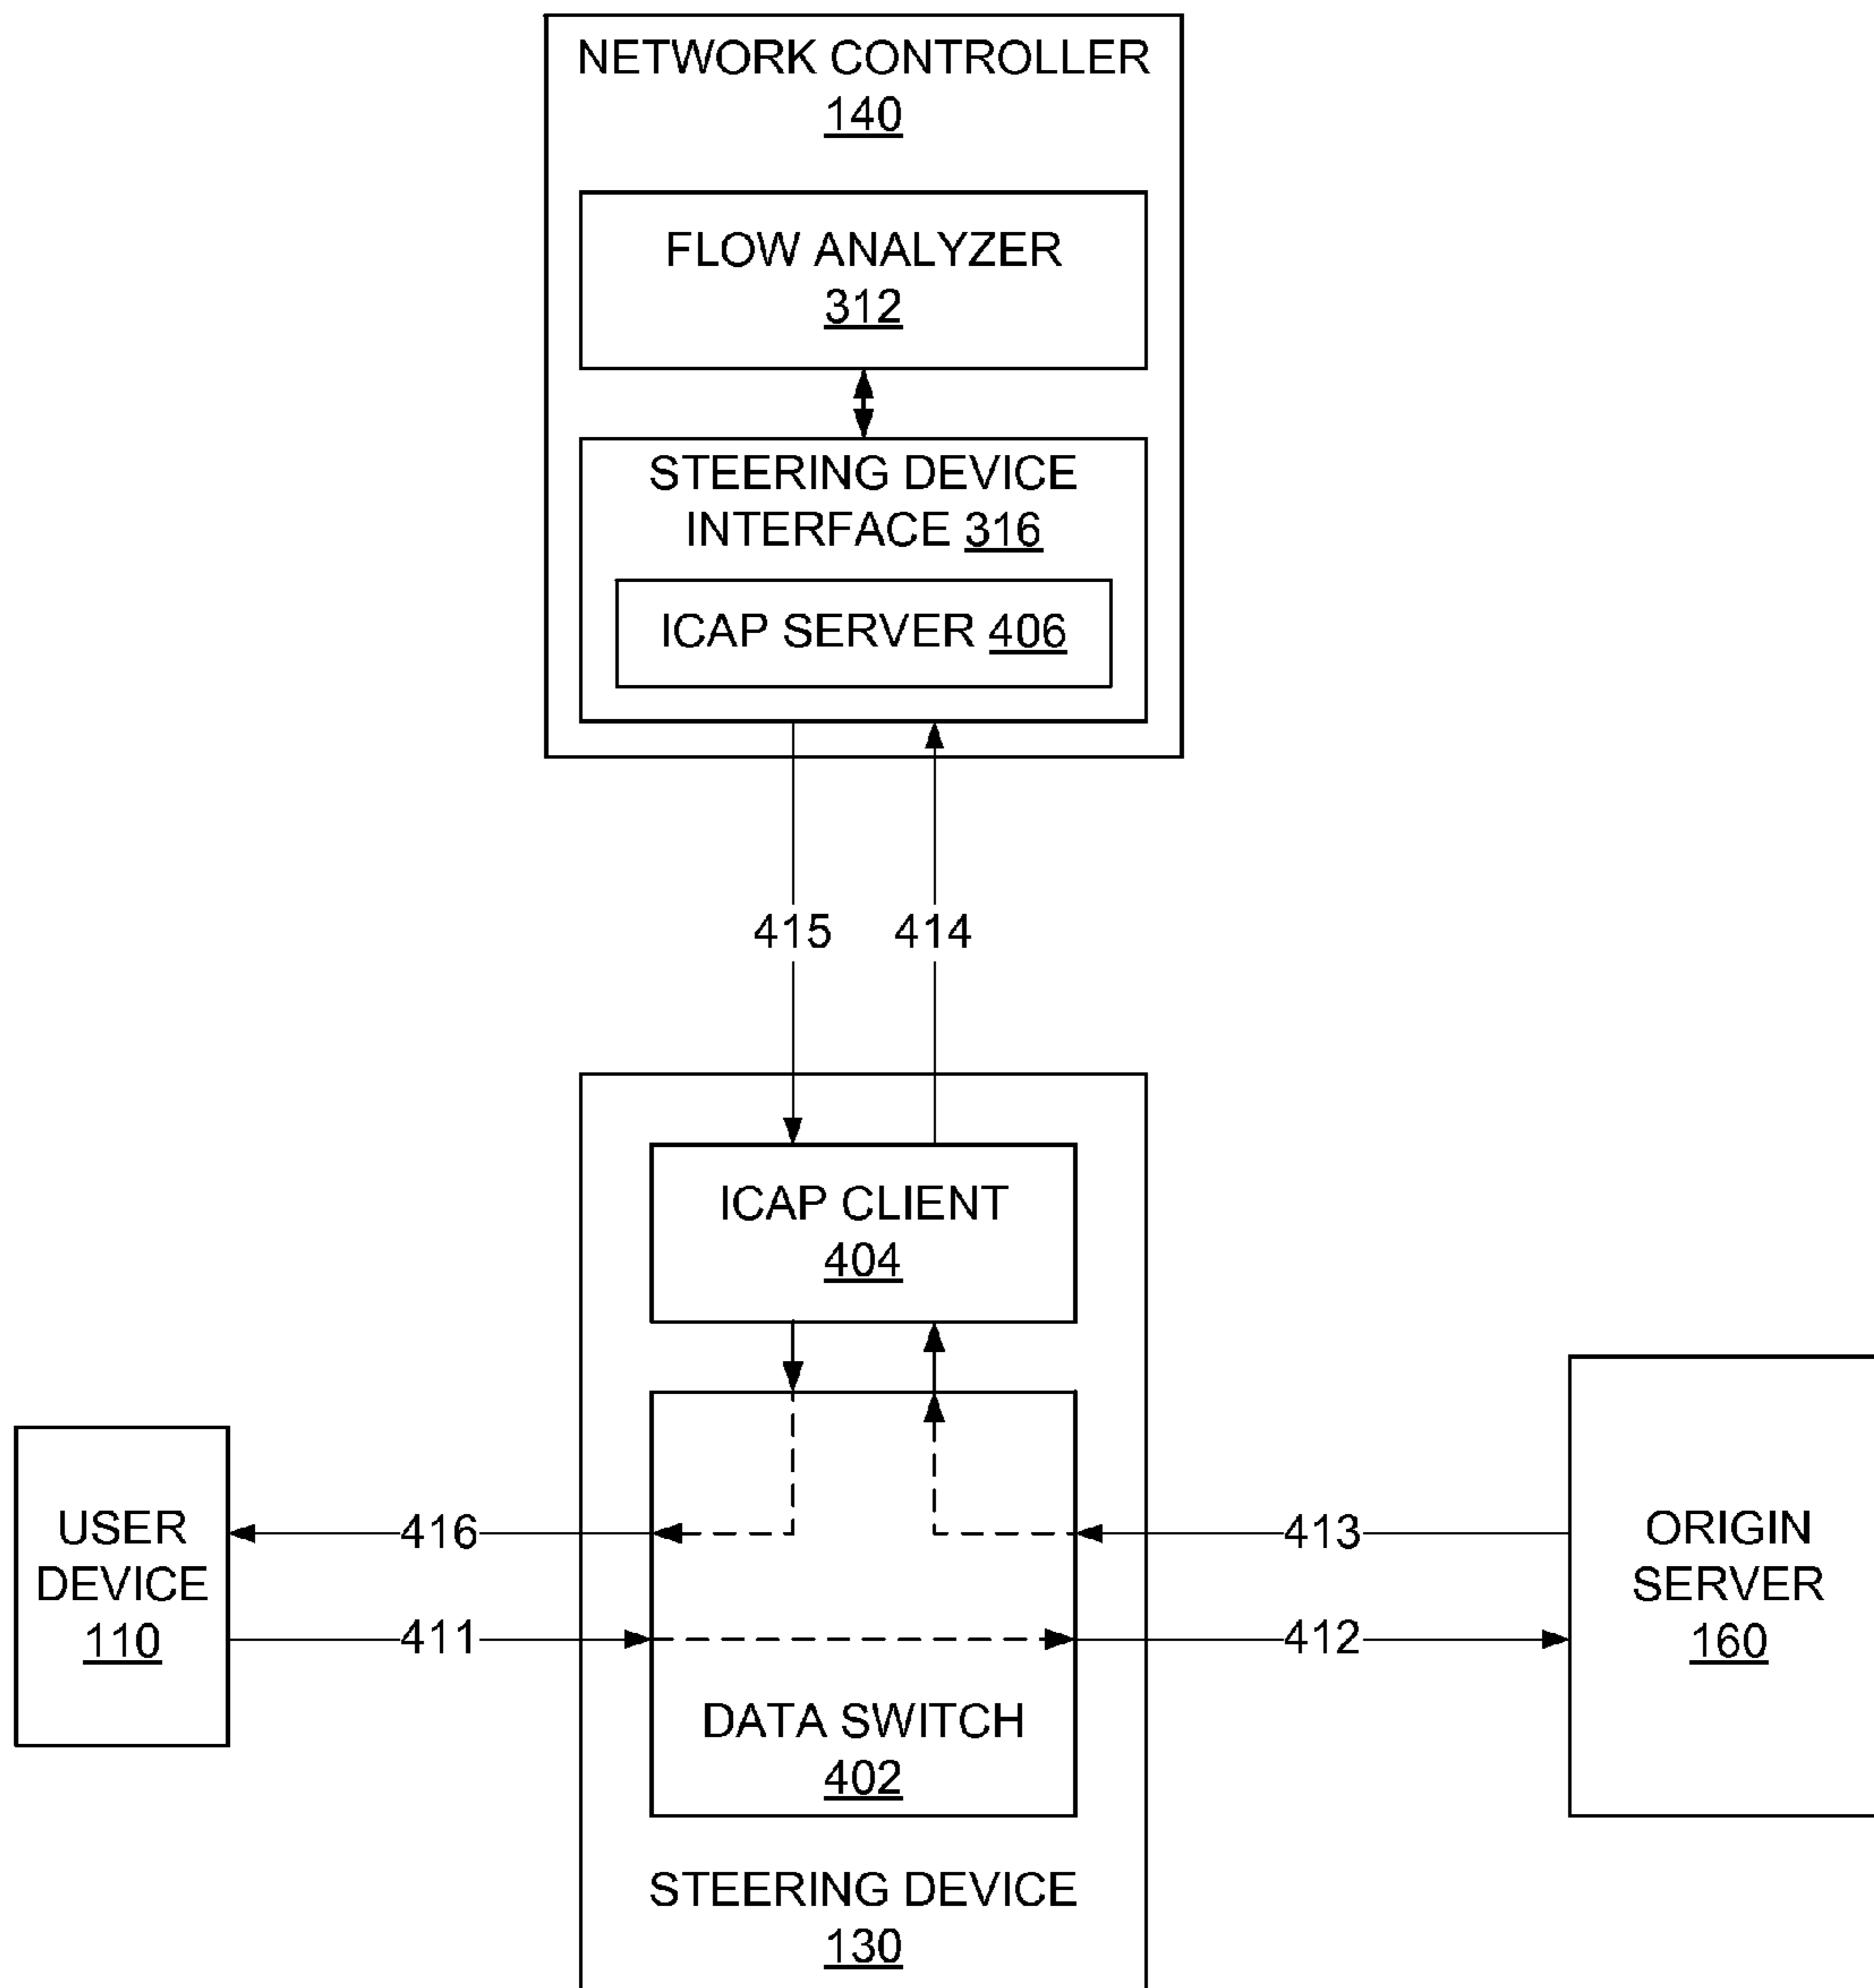 NETWORK CONTROLLER
140
FLOW ANALYZER
312
STEERING DEVICE
INTERFACE 316
ICAP SERVER 406
415
414
ICAP CLIENT
404
USER
DEVICE
110
416
411
413
412
ORIGIN
SERVER
160
DATA SWITCH
402
STEERING DEVICE
130